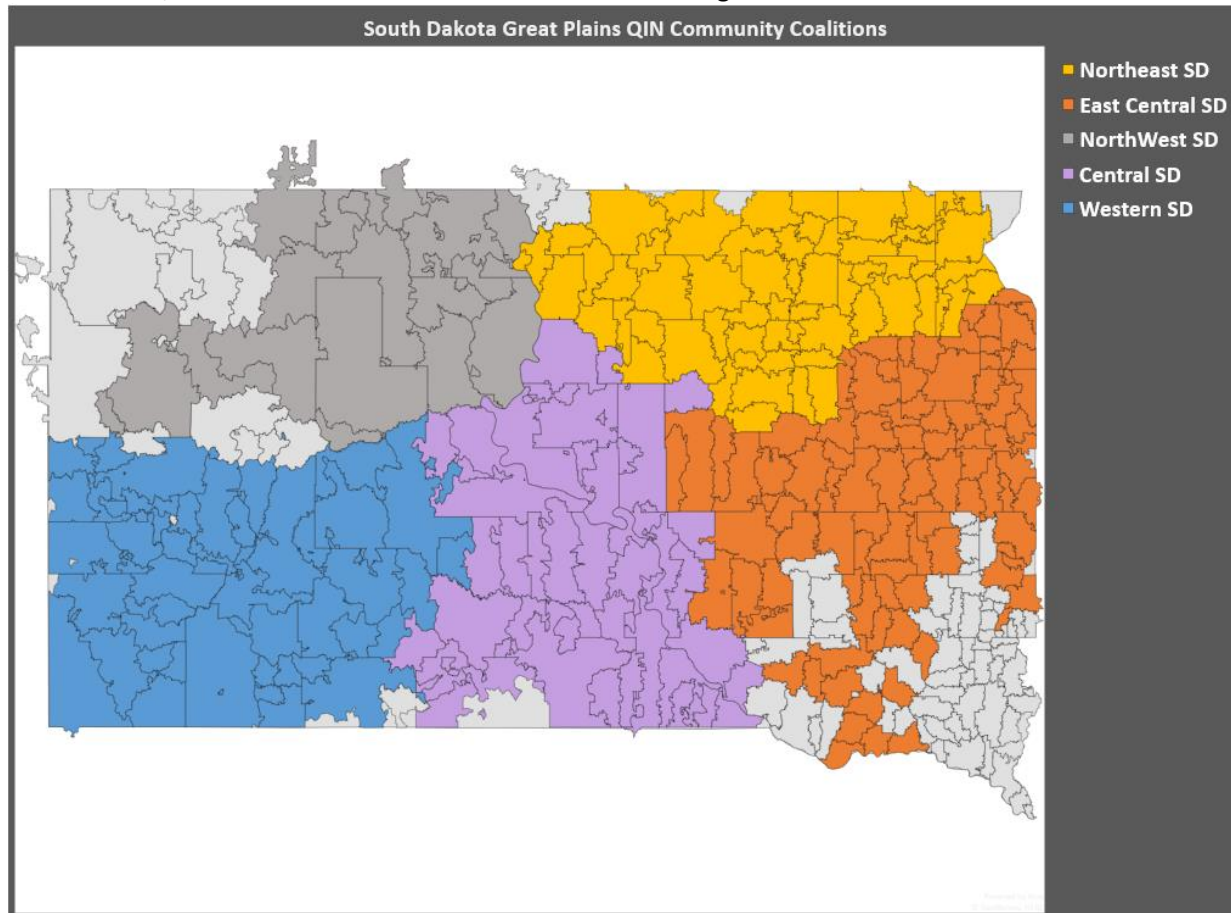 South Dakota Great Plains QIN Community Coalitions
Northeast SD
East Central SD
NorthWest SD
Central SD
Western SD